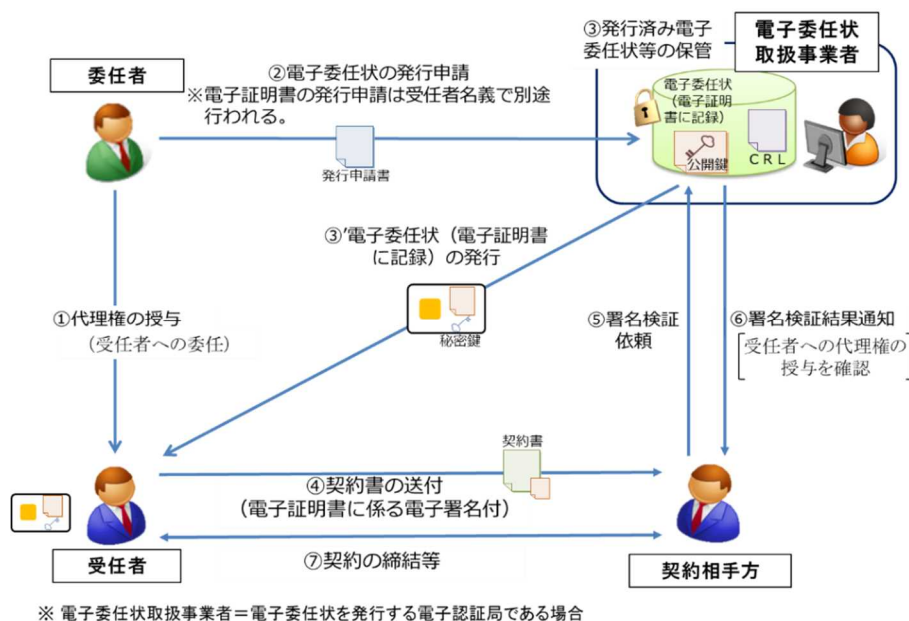 委任者
②電子委任状の発行申請
※電子証明書の発行申請は受任者名義で別途
行われる。
発行申請書
③発行済み電子
委任状等の保管
電子委任状
取扱事業者
電子委任状
（電子証明
書に記録）
公開鍵
ＣＲＬ
③’電子委任状（電子証明書
に記録）の発行
秘密鍵
①代理権の授与
（受任者への委任）
⑤署名検証
依頼
⑥署名検証結果通知
受任者への代理権の
授与を確認
契約書
④契約書の送付
（電子証明書に係る電子署名付）
⑦契約の締結等
受任者
契約相手方
※ 電子委任状取扱事業者＝電子委任状を発行する電子認証局である場合